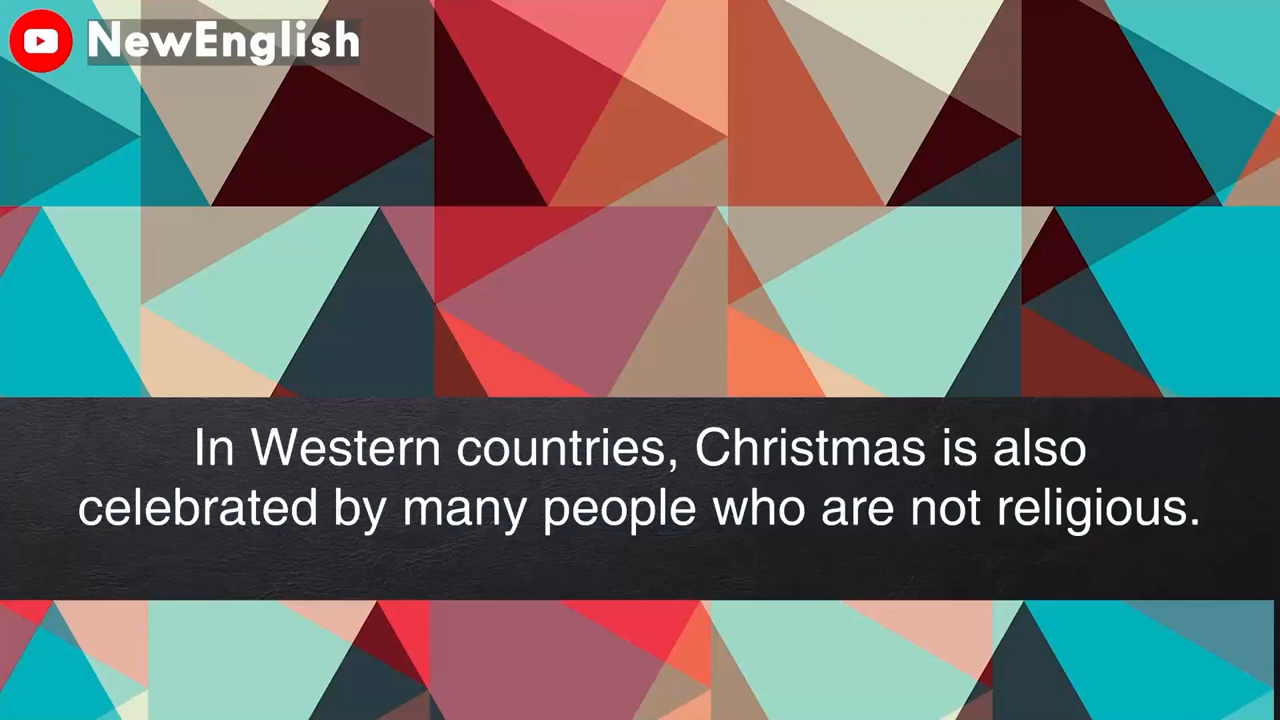 NewEnglish
In Western countries, Christmas is also
celebrated by many people who are not religious.